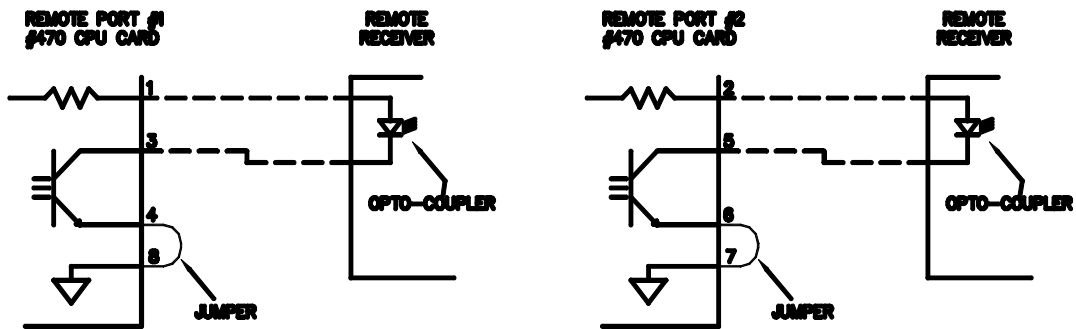 REMOTE PORT #1
#470 CPU CARD
REMOTE
RECEIVER
1
3
OPTO-COUPLER
4
8
JUMPER
REMOTE PORT #2
#470 CPU CARD
REMOTE
RECEIVER
2
5
OPTO-COUPLER
6
7
JUMPER